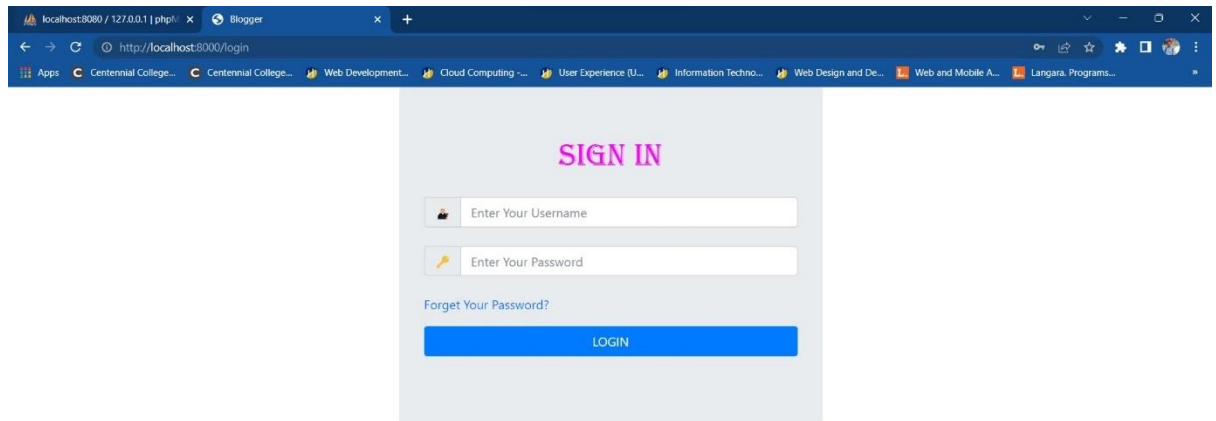 localhost:8080 / 127.0.0.1 | phpM
Blogger
http://localhost:8000/login
Apps Centennial College... Centennial College... Web Development... Cloud Computing -... User Experience (U... Information Techno... Web Design and De... Web and Mobile A... Langara. Programs...
SIGN IN
Enter Your Username
Enter Your Password
Forget Your Password?
LOGIN